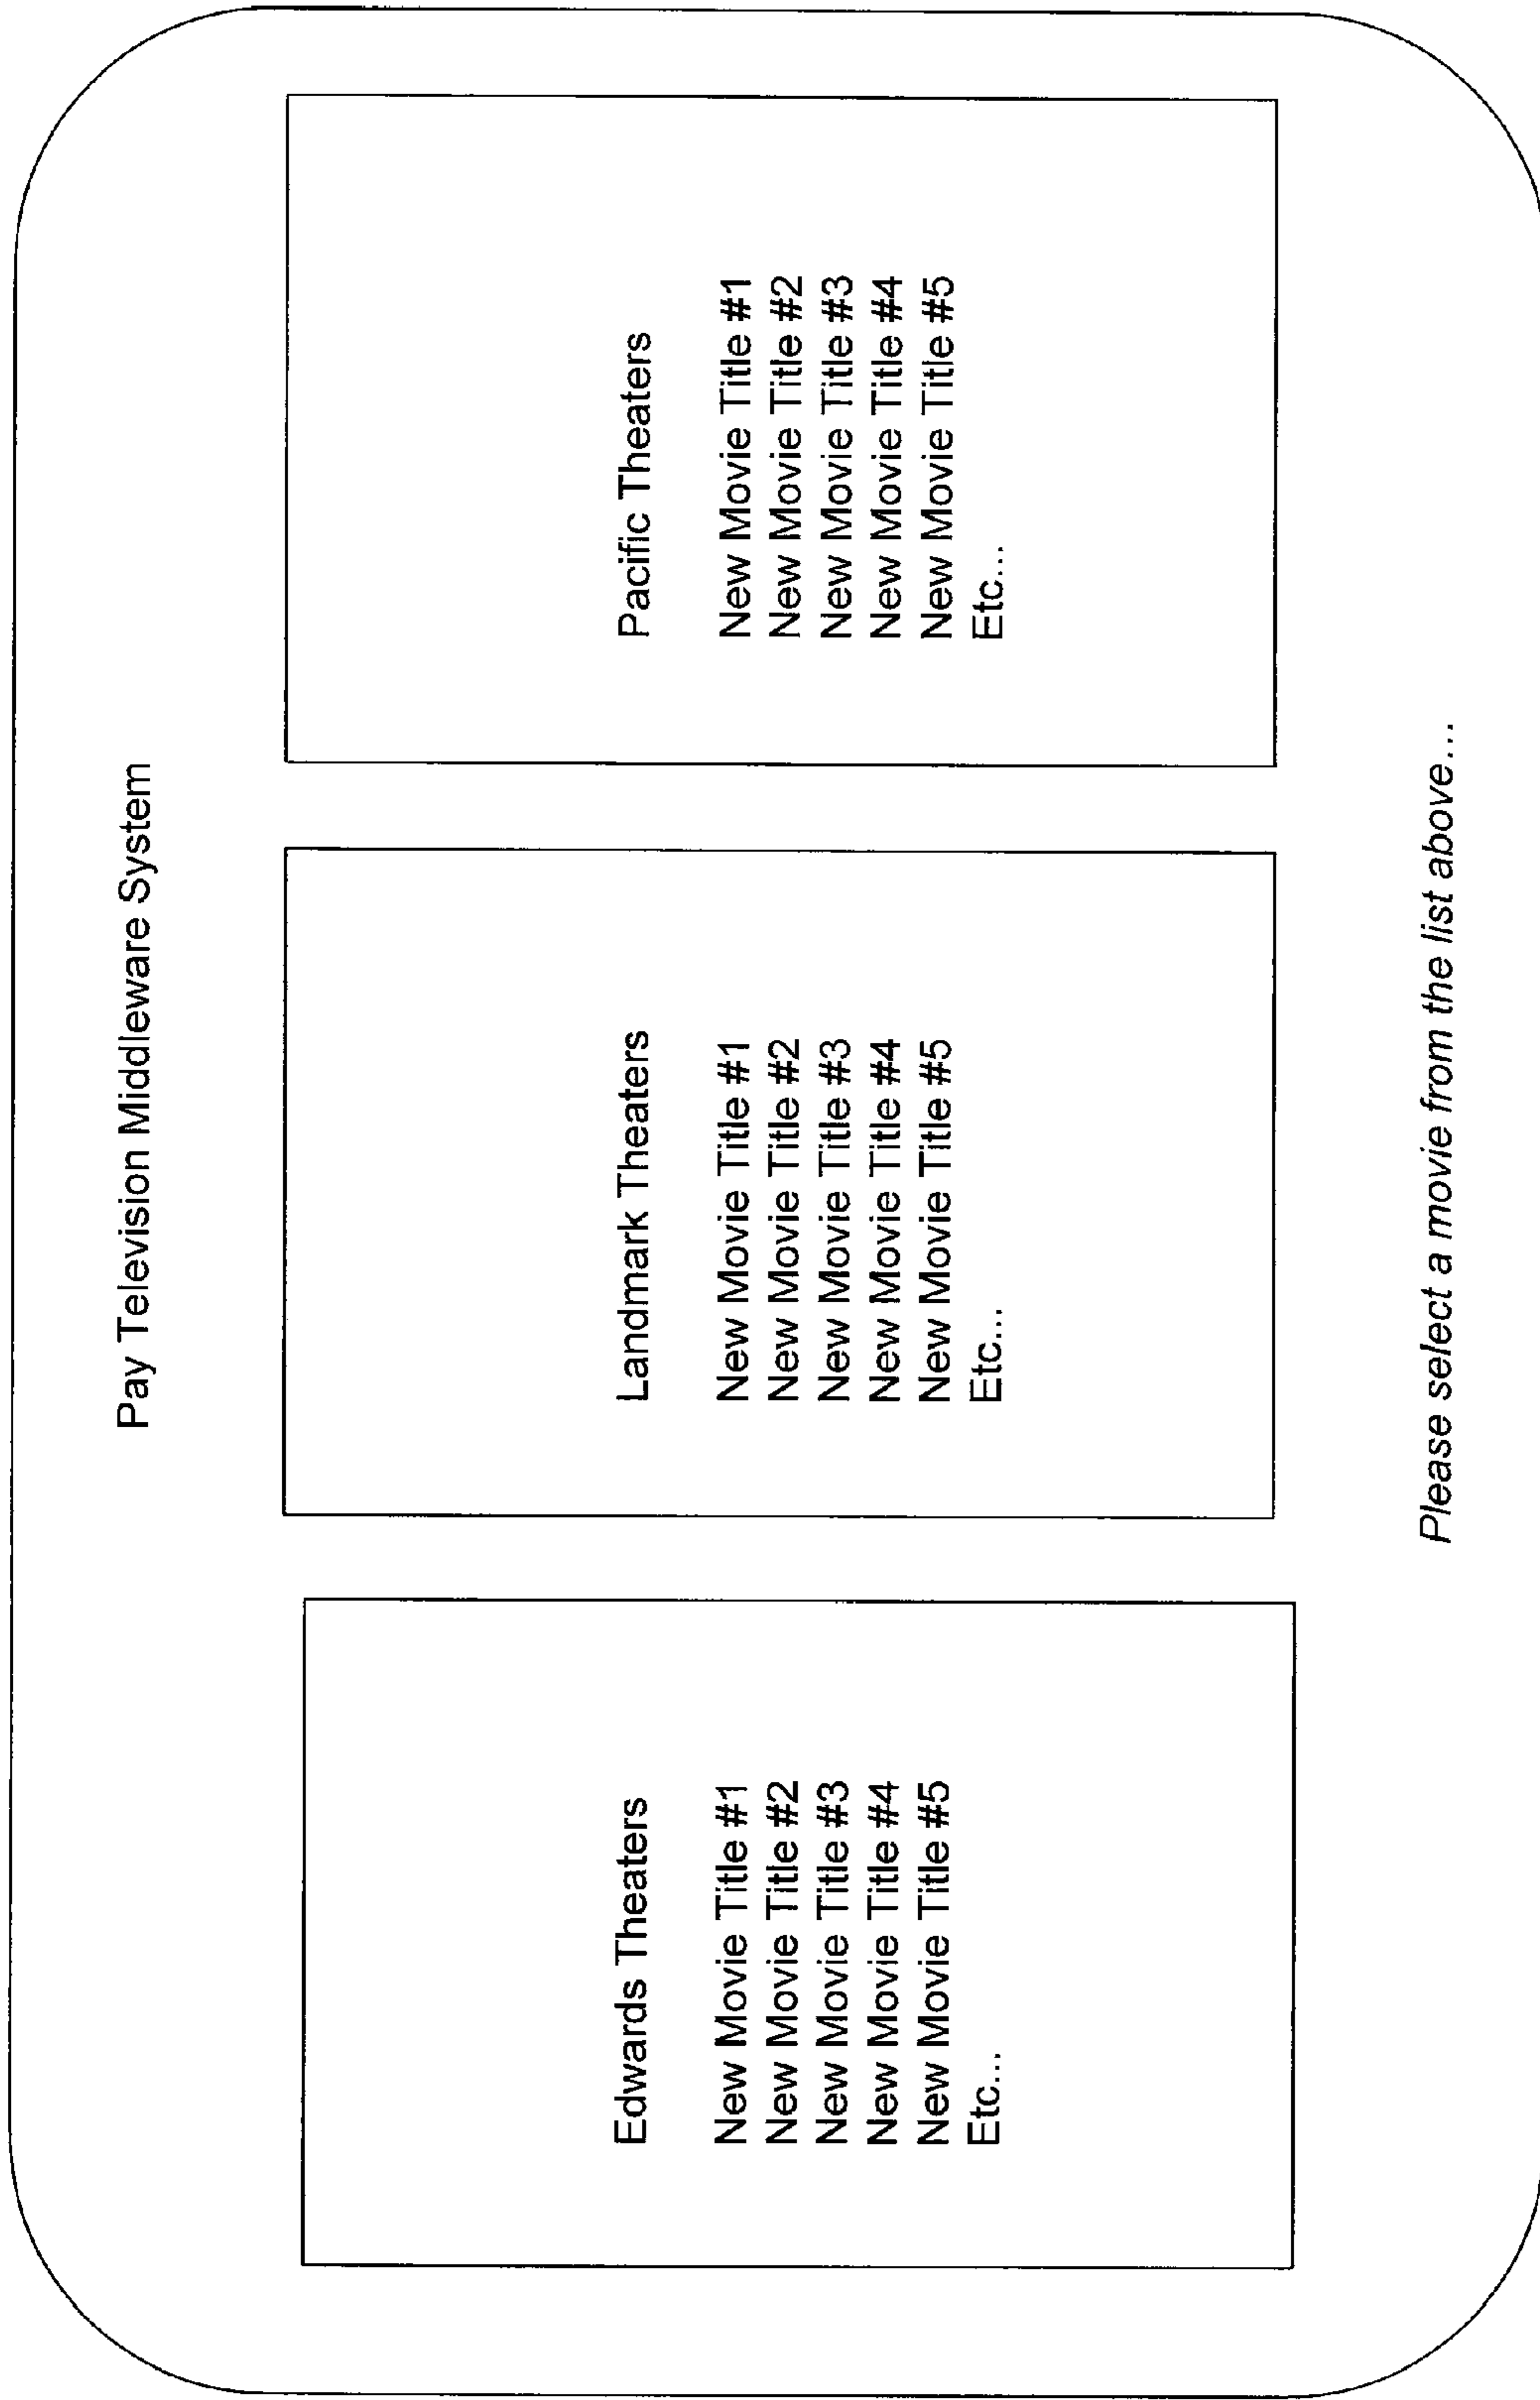 Pay Television Middleware System
Edwards Theaters
New Movie Title #1
New Movie Title #2
New Movie Title #3
New Movie Title #4
New Movie Title #5
Etc...
Landmark Theaters
New Movie Title #1
New Movie Title #2
New Movie Title #3
New Movie Title #4
New Movie Title #5
Etc...
Pacific Theaters
New Movie Title #1
New Movie Title #2
New Movie Title #3
New Movie Title #4
New Movie Title #5
Etc...
Please select a movie from the list above....